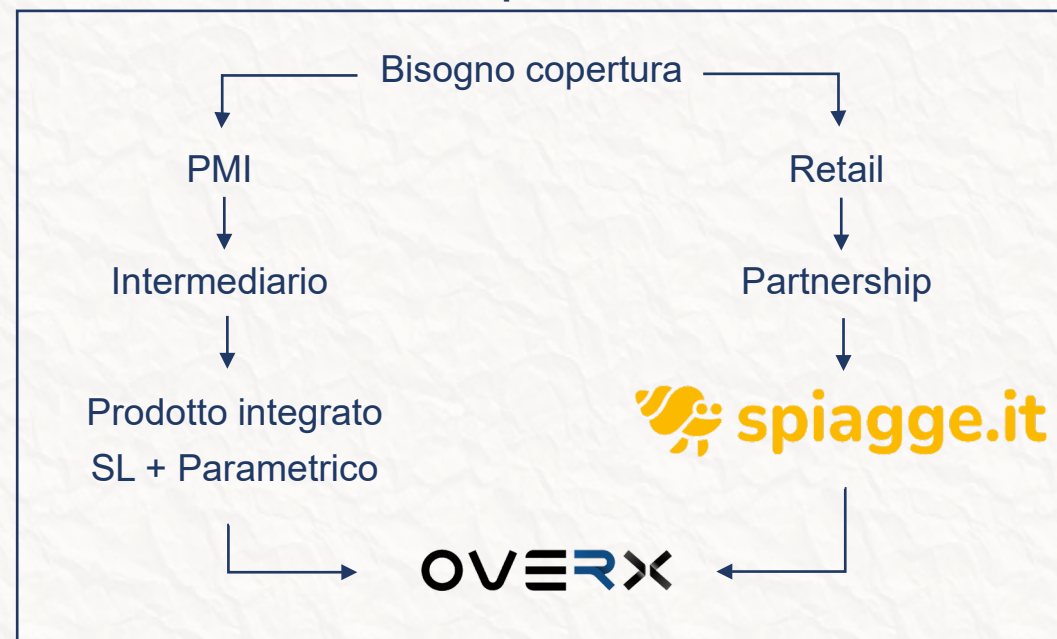 Bisogno copertura
PMI
Retail
Intermediario
Partnership
Prodotto integrato
SL + Parametrico
spiagge.it
OVERX